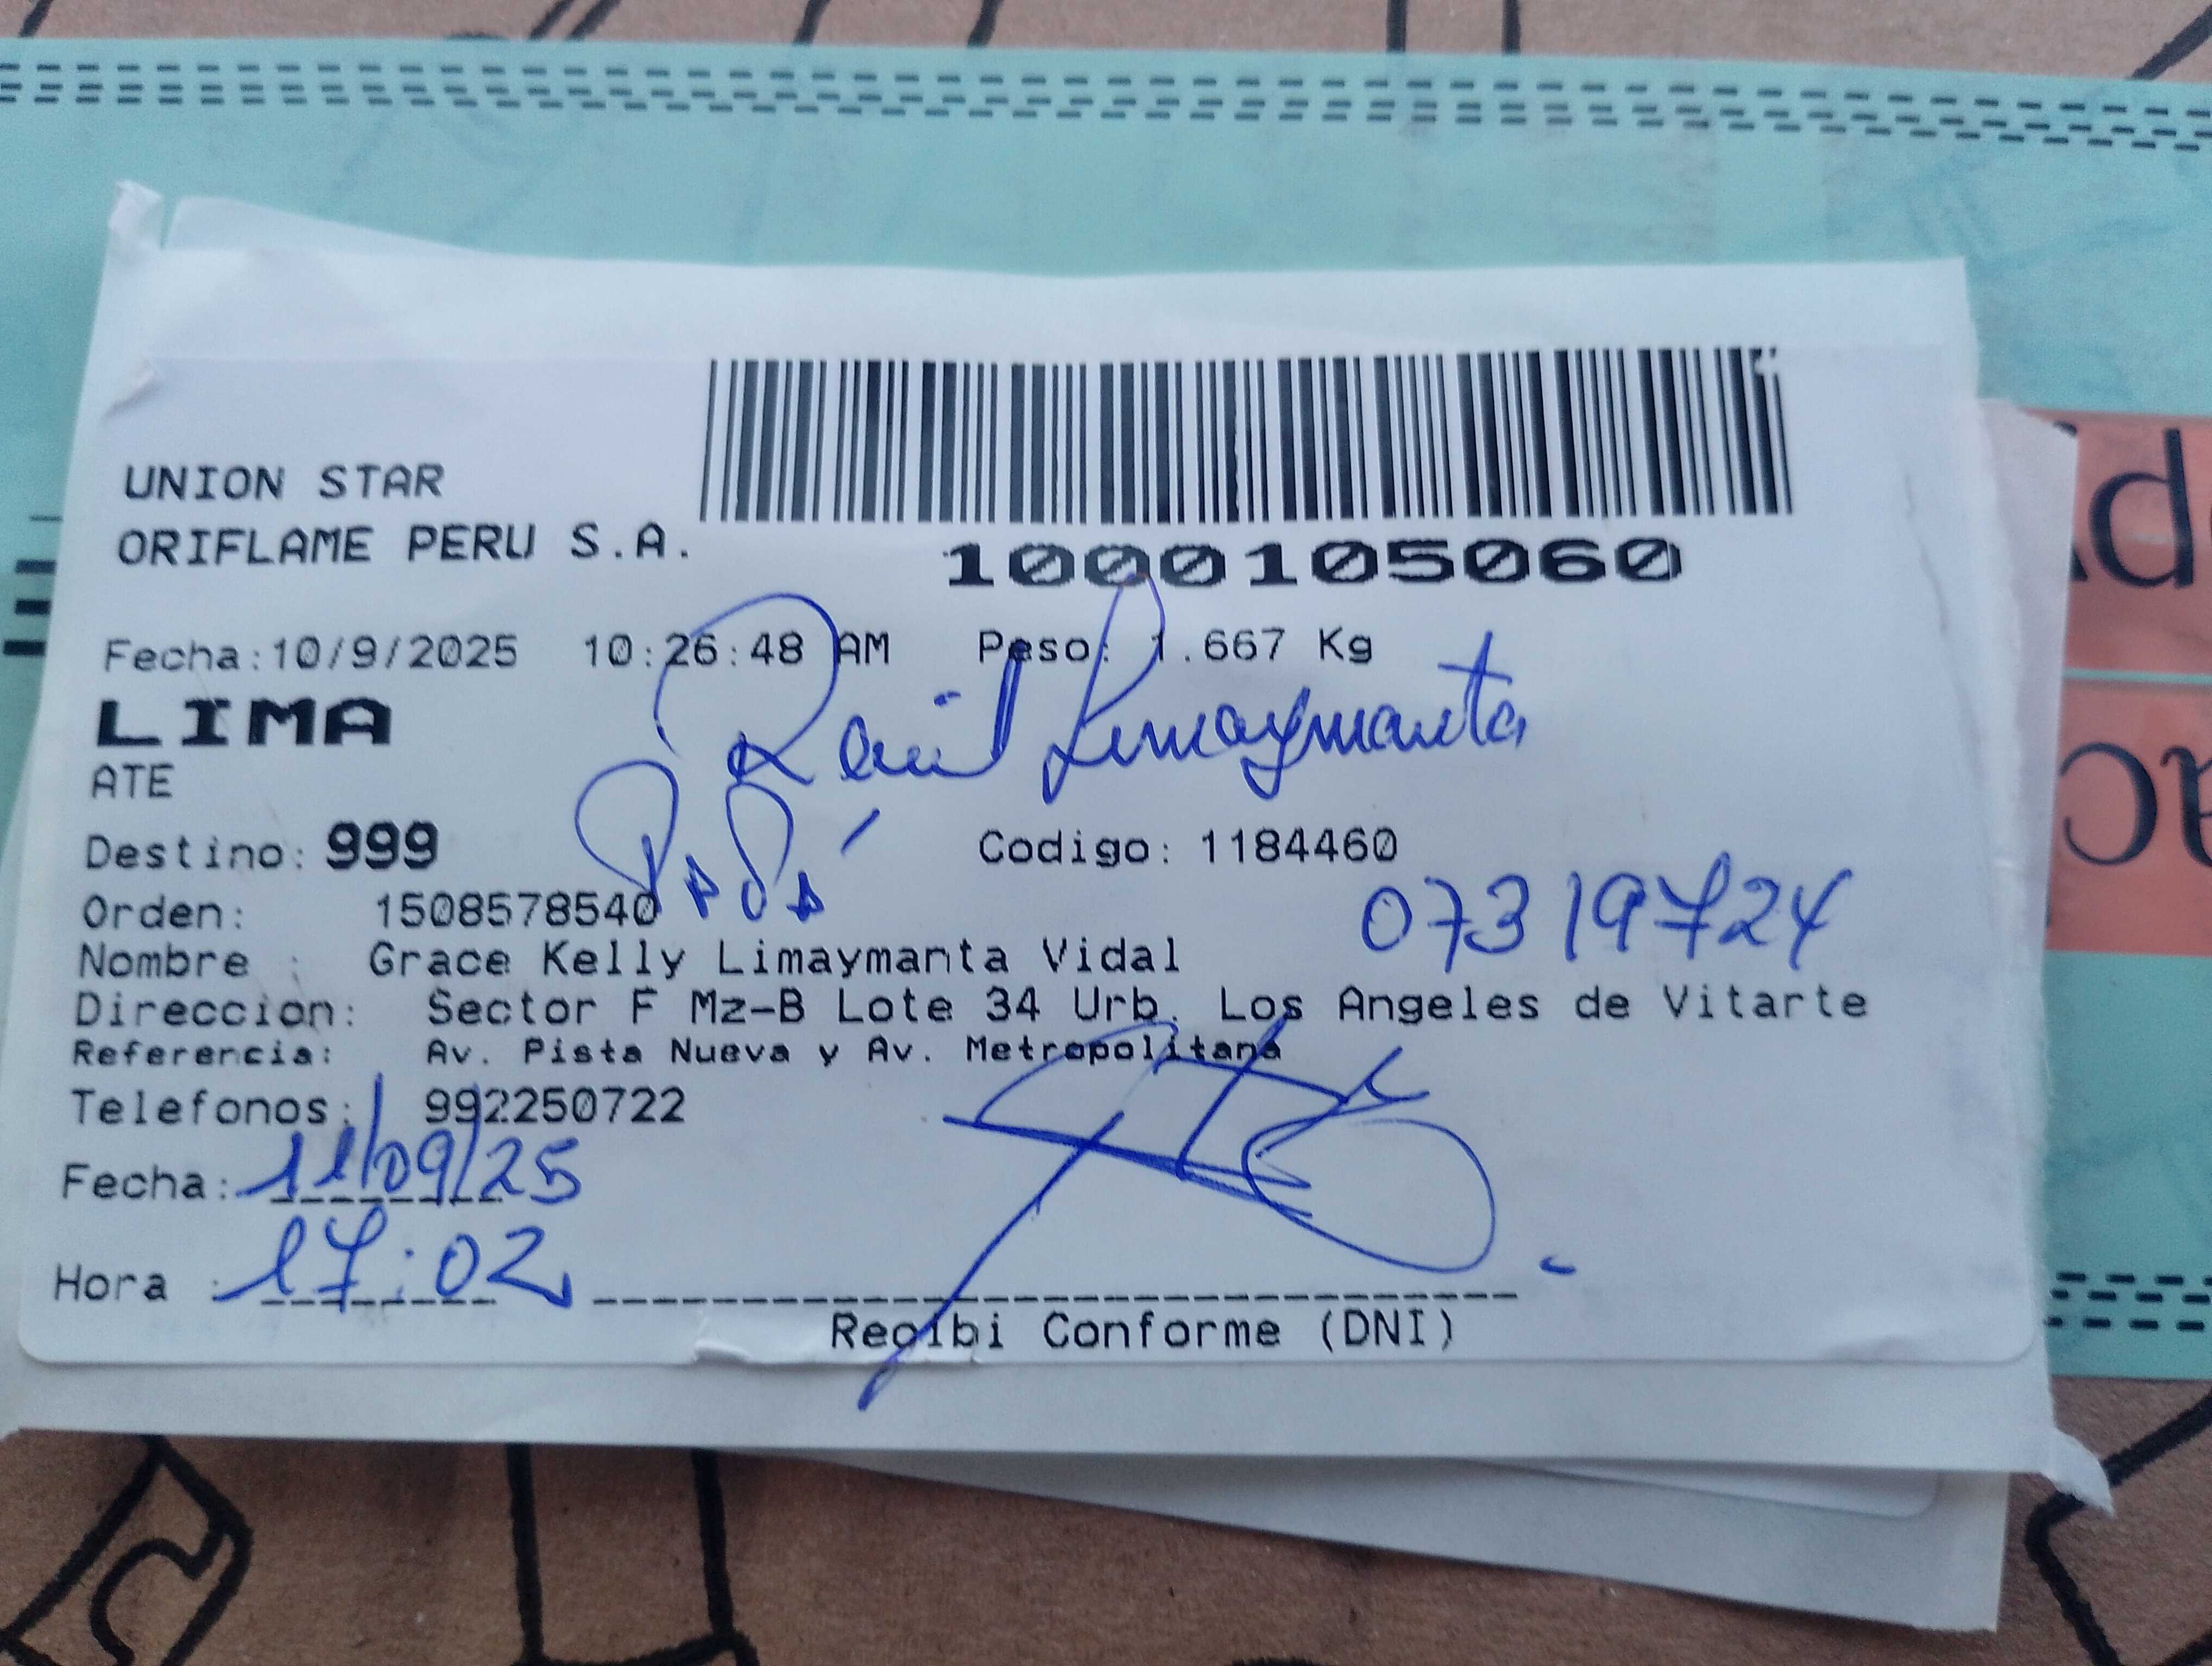 UNION STAR
ORIFLAME PERU S.A.
1000105060
Fecha:10/9/2025 10:26:48 AM Peso: 1.667 Kg
Raúl Limaymanta
LIMA
ATE
Papá
Destino: 999 Codigo: 1184460
Orden: 1508578540
07319724
Nombre : Grace Kelly Limaymanta Vidal
Direccion: Sector F Mz-B Lote 34 Urb. Los Angeles de Vitarte
Referencia: Av. Pista Nueva y Av. Metropolitana
Telefonos: 992250722
Fecha: 11/09/25
Hora : 17:02
Recibi Conforme (DNI)